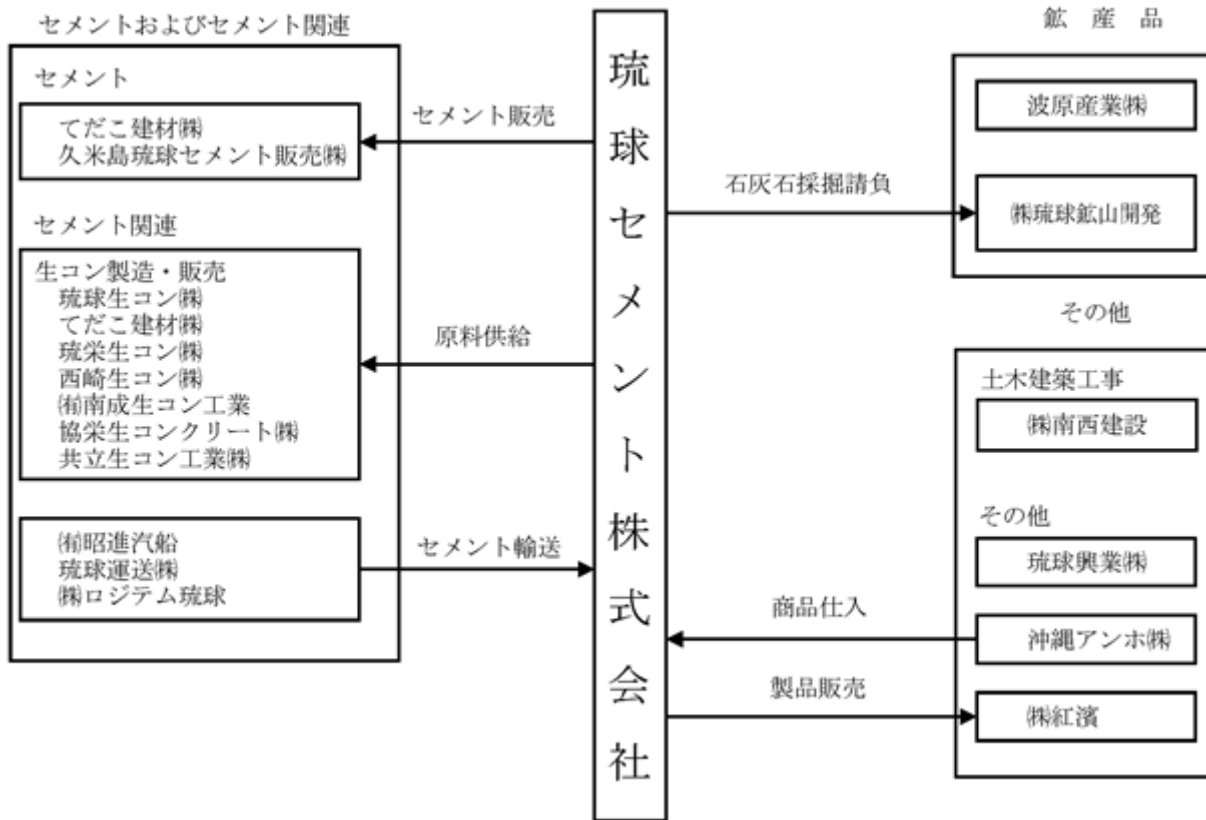 セメントおよびセメント関連
セメント
てだこ建材㈱
久米島琉球セメント販売㈱
セメント関連
生コン製造・販売
琉球生コン㈱
てだこ建材㈱
琉栄生コン㈱
西崎生コン㈱
㈲南成生コン工業
協栄生コンクリート㈱
共立生コン工業㈱
㈲昭進汽船
琉球運送㈱
㈱ロジテム琉球
セメント販売
原料供給
セメント輸送
琉球セメント株式会社
石灰石採掘請負
商品仕入
製品販売
鉱産品
波原産業㈱
㈱琉球鉱山開発
その他
土木建築工事
㈱南西建設
その他
琉球興業㈱
沖縄アンホ㈱
㈱紅濱